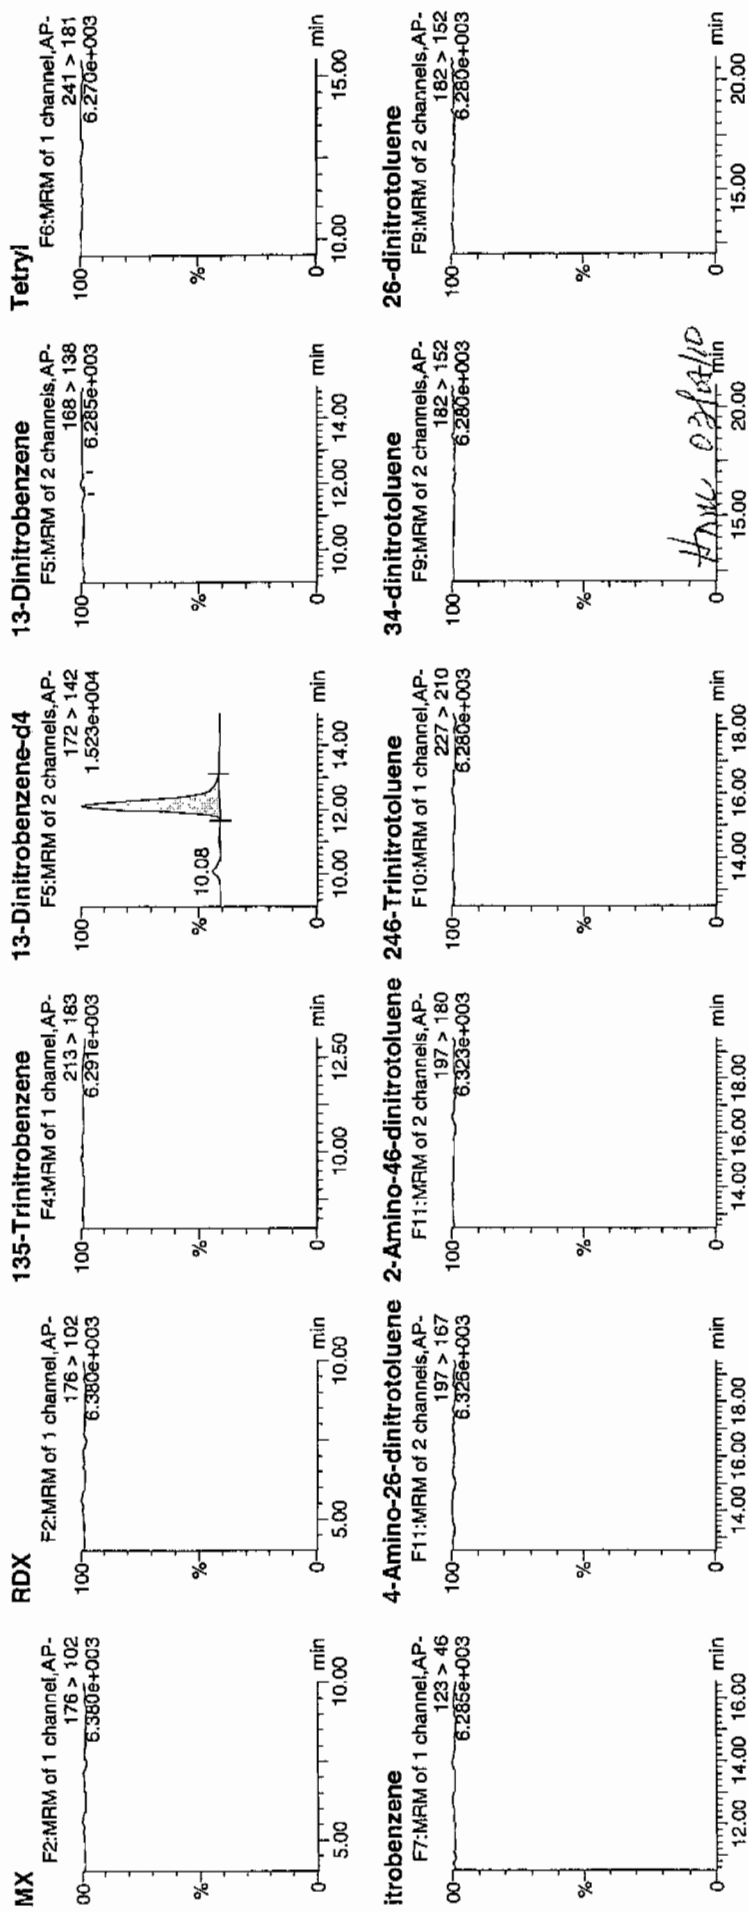 MX
F2:MRM of 1 channel,AP-
176 > 102
6.380e+003
00
%
0
5.00
10.00
min
RDX
F2:MRM of 1 channel,AP-
176 > 102
6.380e+003
100
%
0
5.00
10.00
min
135-Trinitrobenzene
F4:MRM of 1 channel,AP-
213 > 183
6.291e+003
100
%
0
10.00
12.50
min
13-Dinitrobenzene-d4
F5:MRM of 2 channels,AP-
172 > 142
1.523e+004
100
10.08
%
0
10.00
12.00
14.00
min
13-Dinitrobenzene
F5:MRM of 2 channels,AP-
168 > 138
6.285e+003
100
%
0
10.00
12.00
14.00
min
Tetryl
F6:MRM of 1 channel,AP-
241 > 181
6.270e+003
100
%
0
10.00
15.00
min
itrobenzene
F7:MRM of 1 channel,AP-
123 > 46
6.285e+003
00
%
0
12.00
14.00
16.00
min
4-Amino-26-dinitrotoluene
F11:MRM of 2 channels,AP-
197 > 167
6.326e+003
100
%
0
14.00
16.00
18.00
min
2-Amino-46-dinitrotoluene
F11:MRM of 2 channels,AP-
197 > 180
6.323e+003
100
%
0
14.00
16.00
18.00
min
246-Trinitrotoluene
F10:MRM of 1 channel,AP-
227 > 210
6.280e+003
100
%
0
14.00
16.00
18.00
min
34-dinitrotoluene
F9:MRM of 2 channels,AP-
182 > 152
6.280e+003
100
%
0
15.00
20.00
min
26-dinitrotoluene
F9:MRM of 2 channels,AP-
182 > 152
6.280e+003
100
%
0
15.00
20.00
min